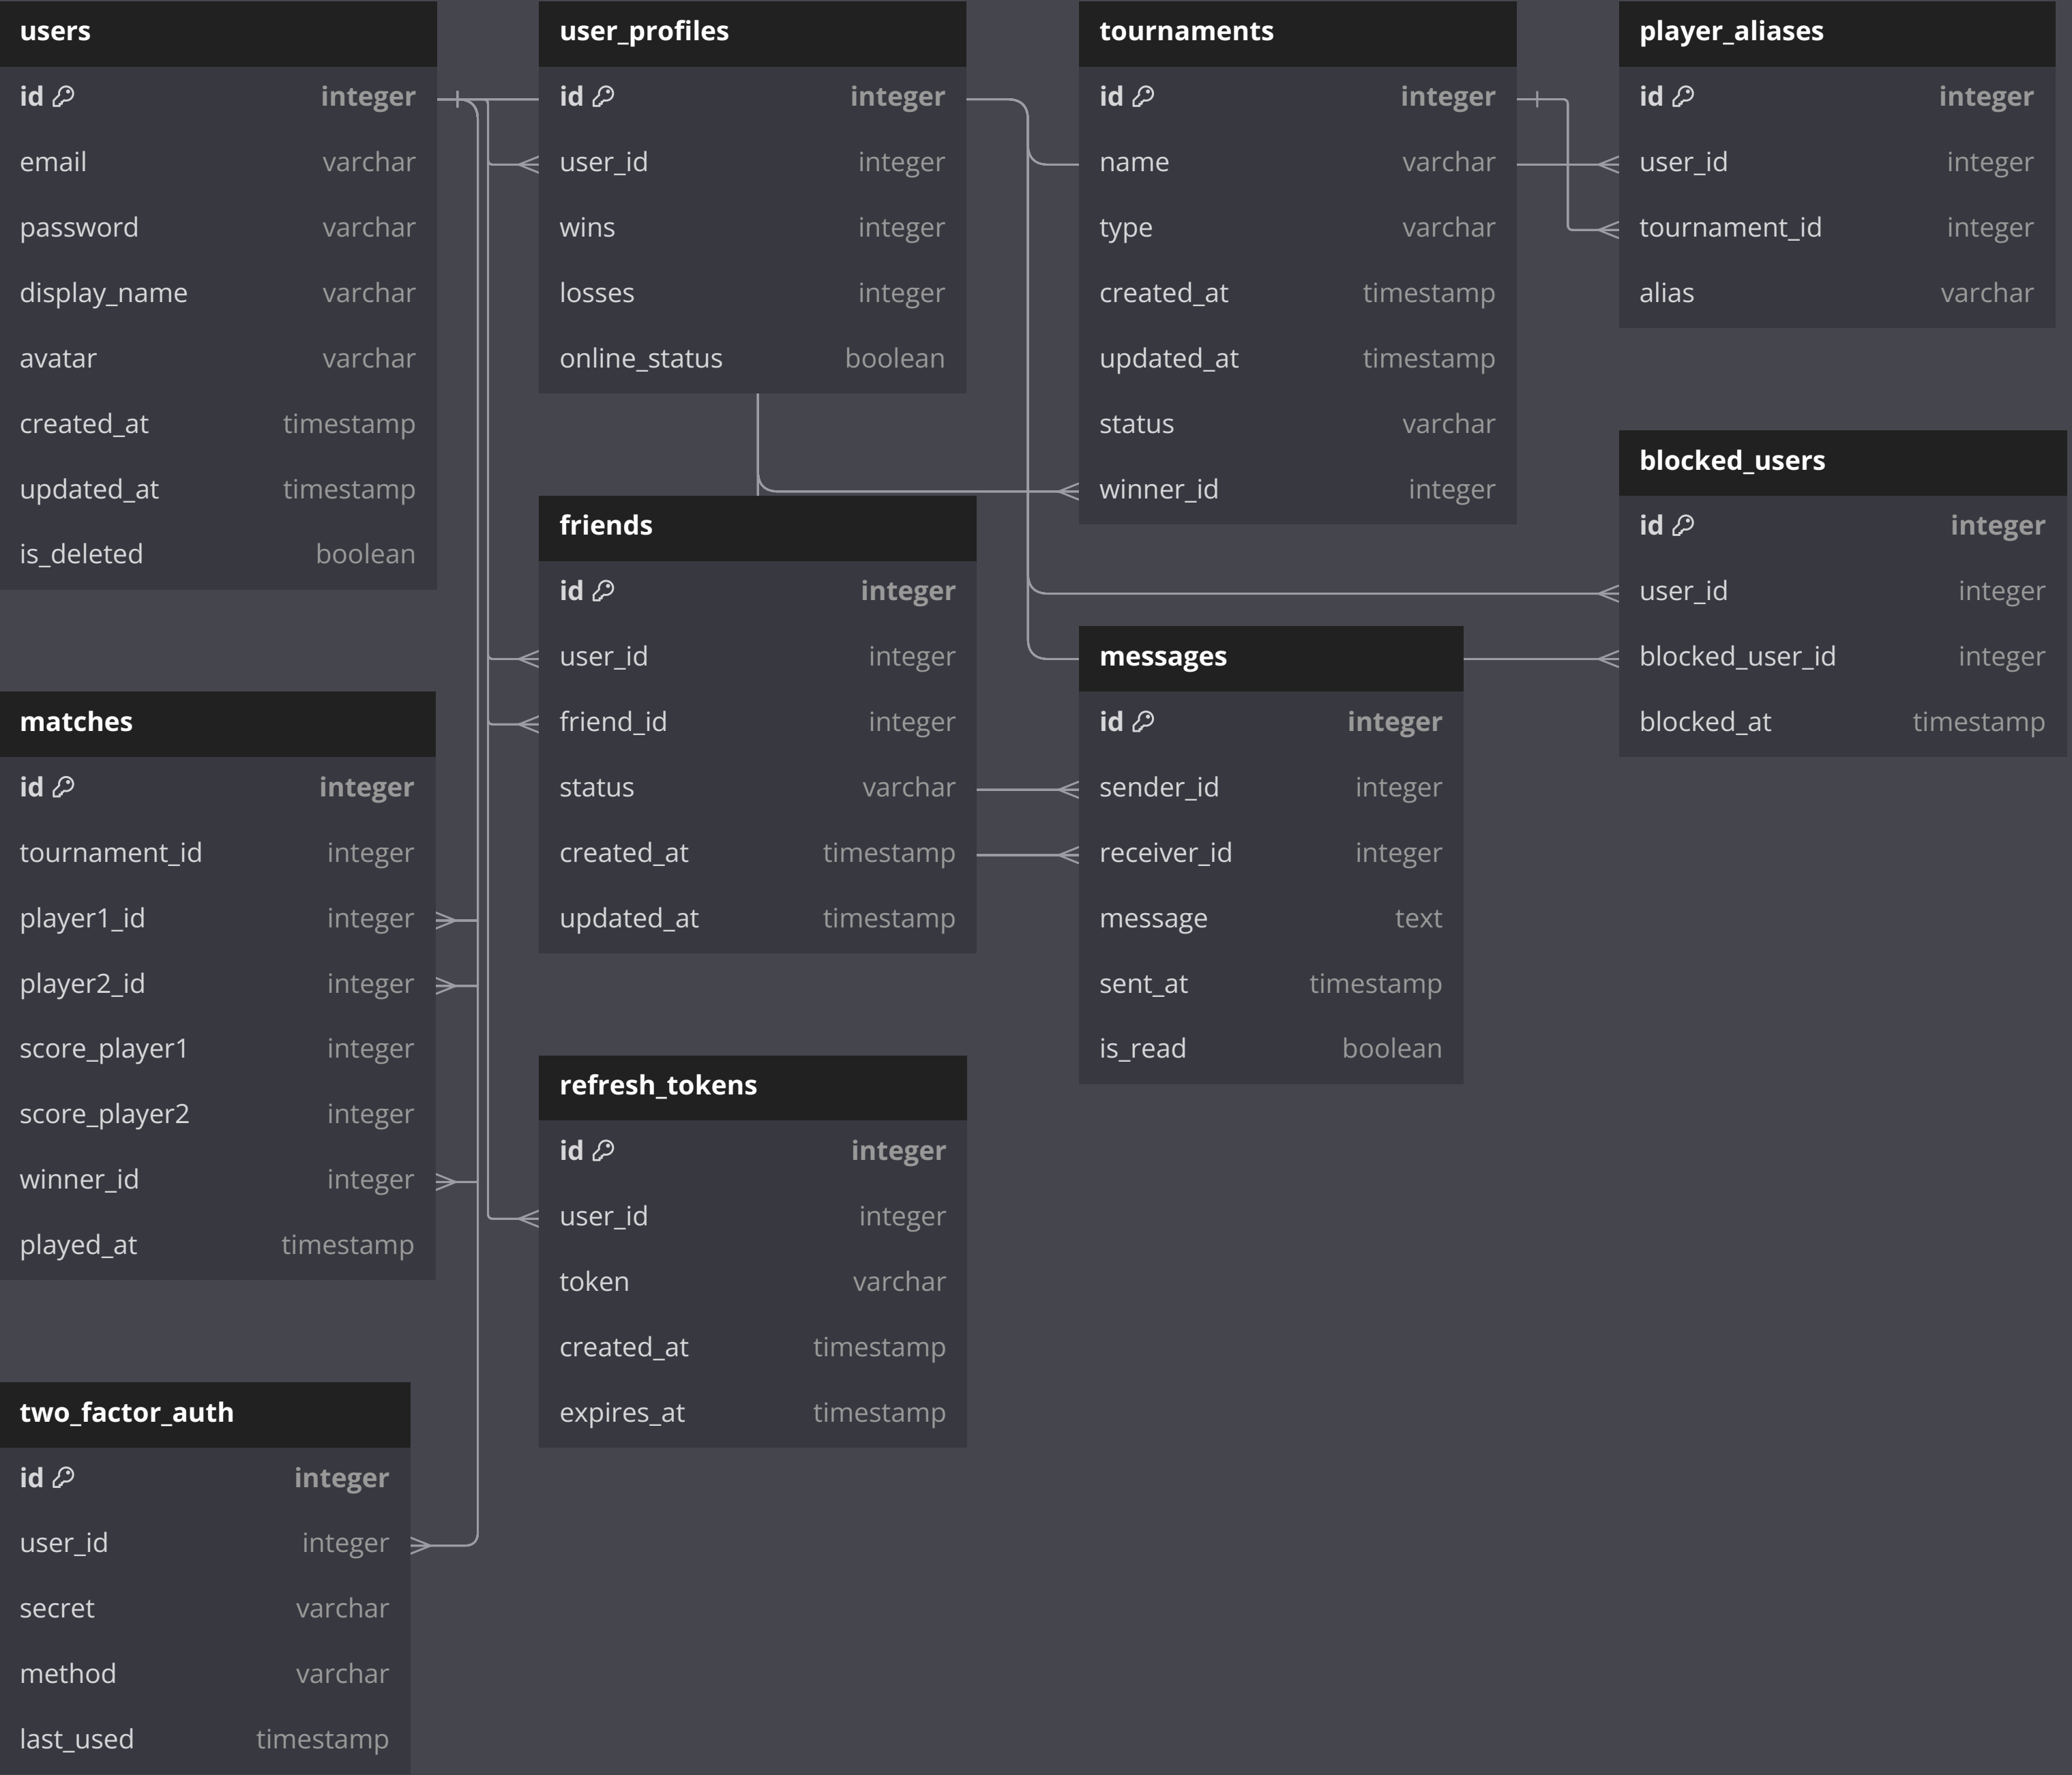 users
id integer
email varchar
password varchar
display_name varchar
avatar varchar
created_at timestamp
updated_at timestamp
is_deleted boolean
user_profiles
id integer
user_id integer
wins integer
losses integer
online_status boolean
tournaments
id integer
name varchar
type varchar
created_at timestamp
updated_at timestamp
status varchar
winner_id integer
player_aliases
id integer
user_id integer
tournament_id integer
alias varchar
blocked_users
id integer
user_id integer
blocked_user_id integer
blocked_at timestamp
friends
id integer
user_id integer
friend_id integer
status varchar
created_at timestamp
updated_at timestamp
messages
id integer
sender_id integer
receiver_id integer
message text
sent_at timestamp
is_read boolean
matches
id integer
tournament_id integer
player1_id integer
player2_id integer
score_player1 integer
score_player2 integer
winner_id integer
played_at timestamp
refresh_tokens
id integer
user_id integer
token varchar
created_at timestamp
expires_at timestamp
two_factor_auth
id integer
user_id integer
secret varchar
method varchar
last_used timestamp